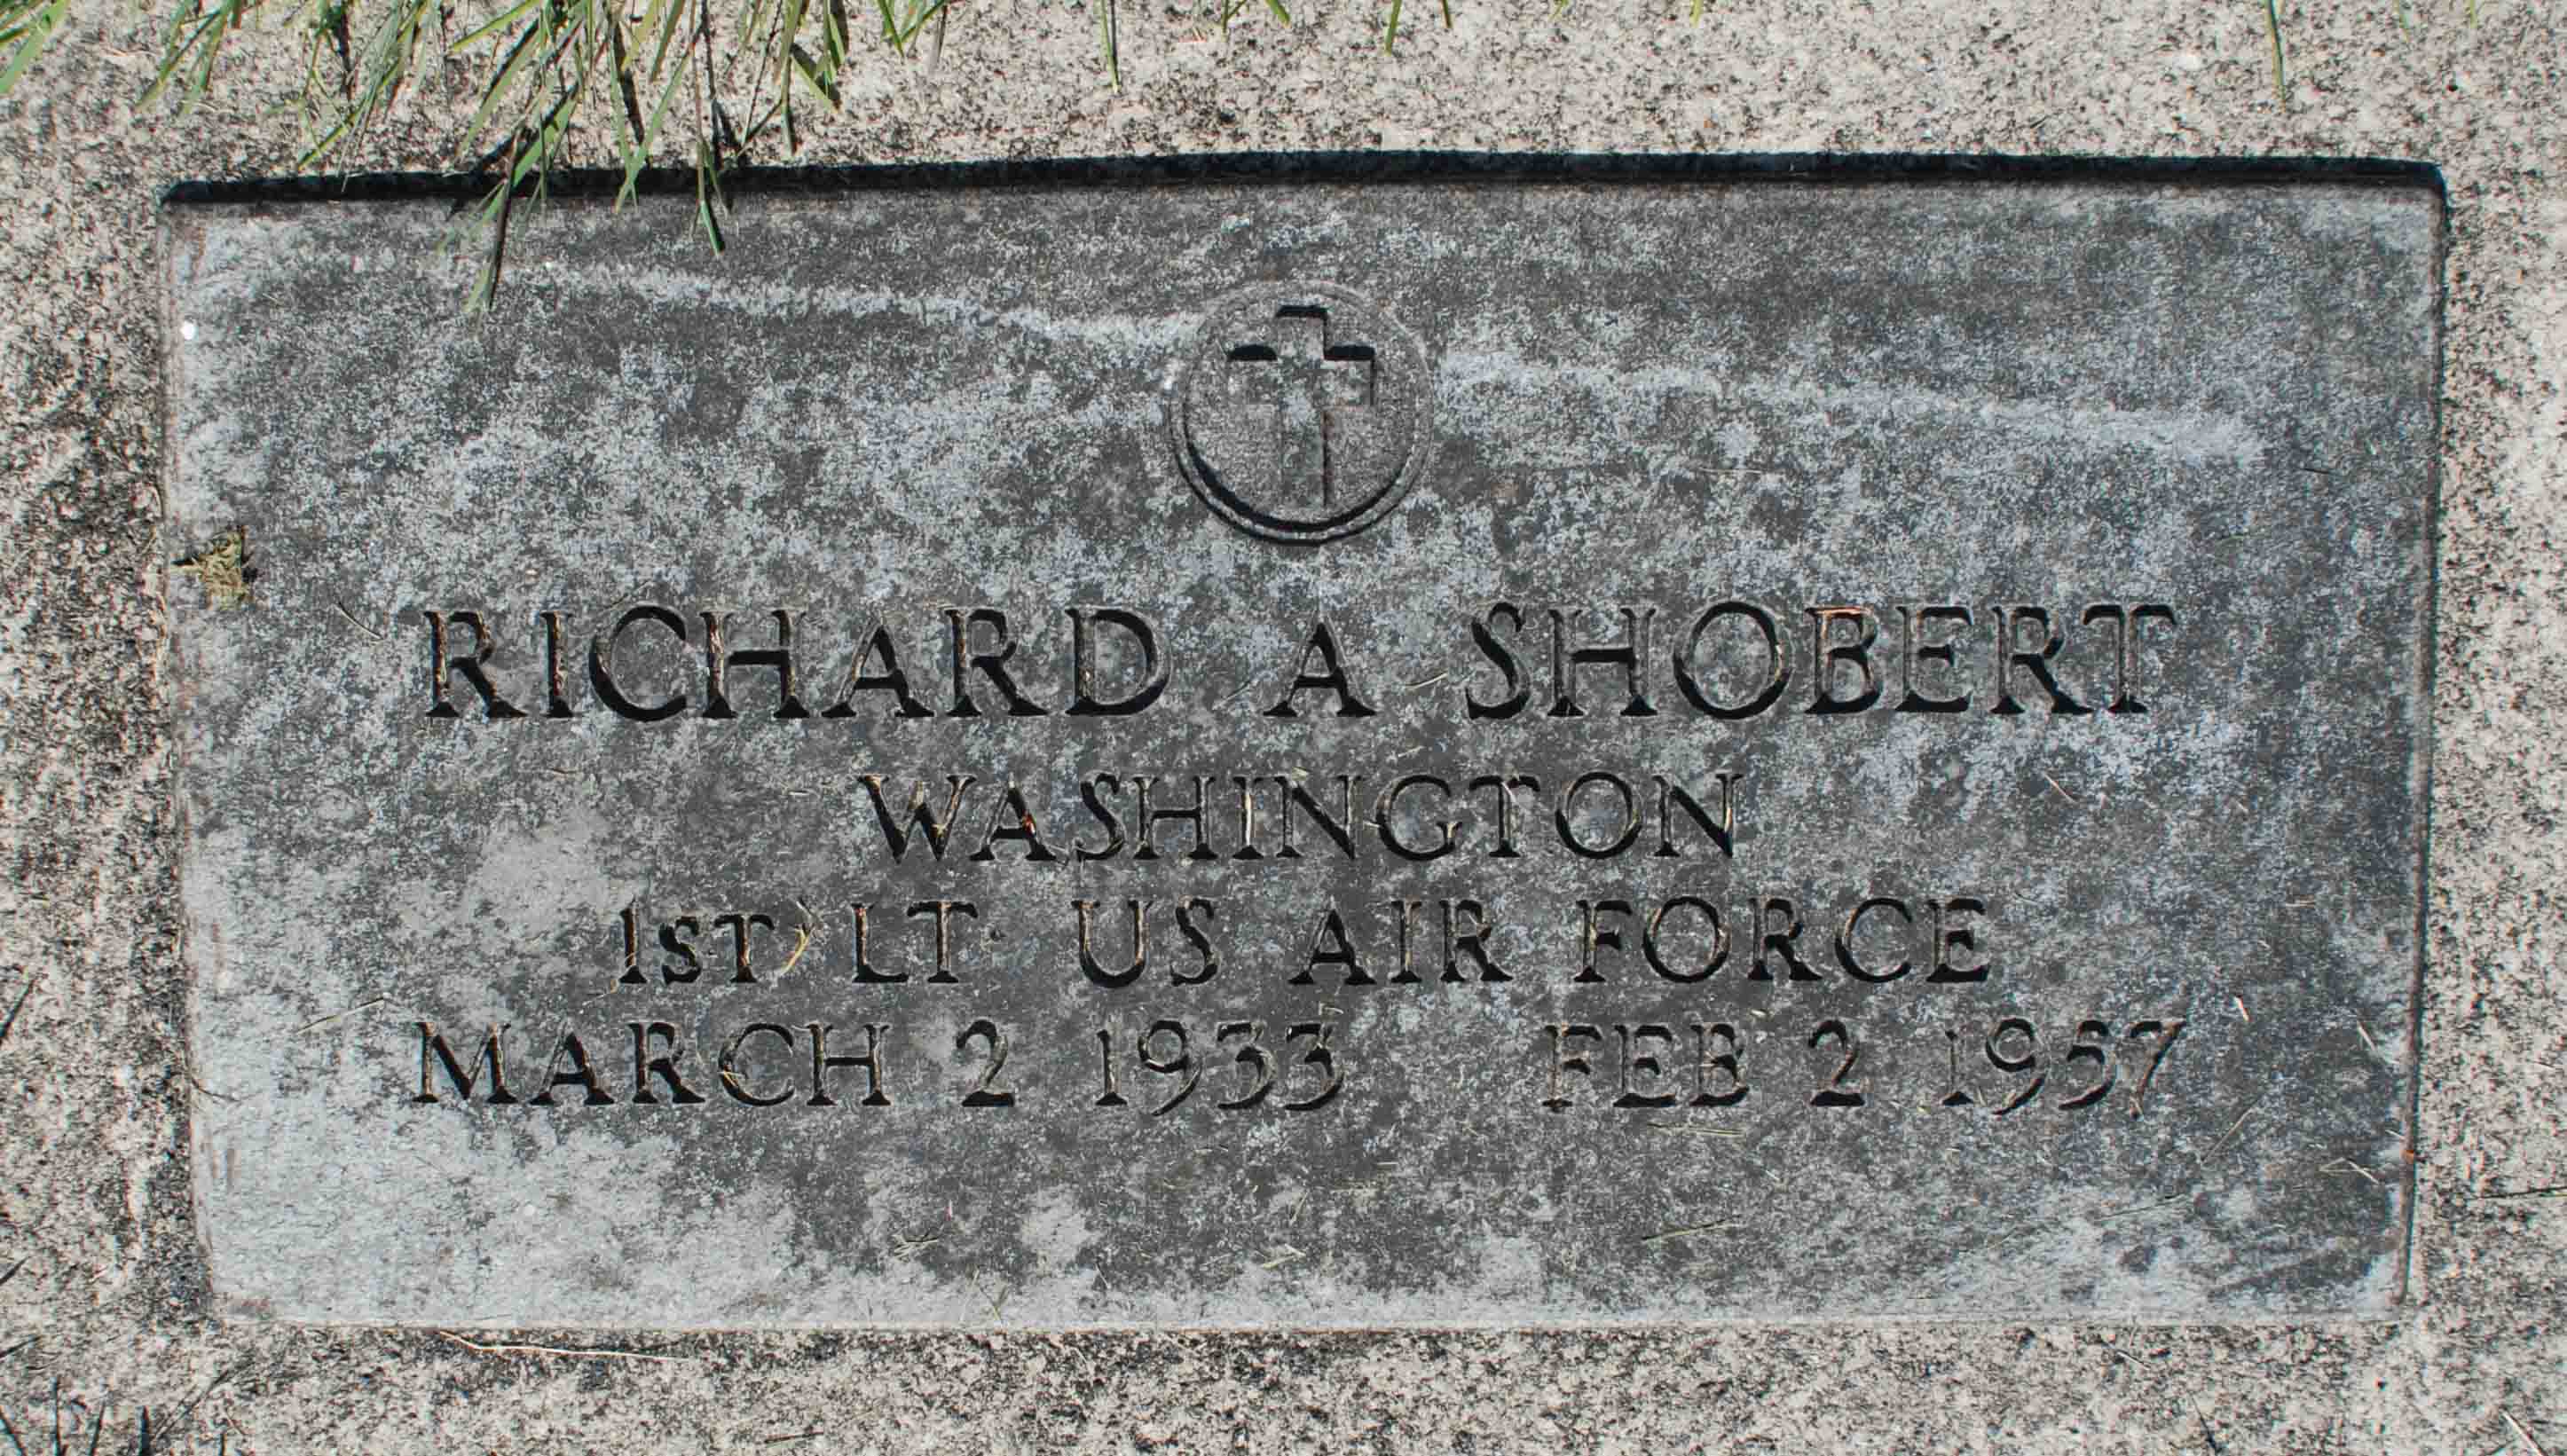 RICHARD A SHOBERT
WASHINGTON
1ST LT US AIR FORCE
MARCH 2 1933 FEB 2 1957